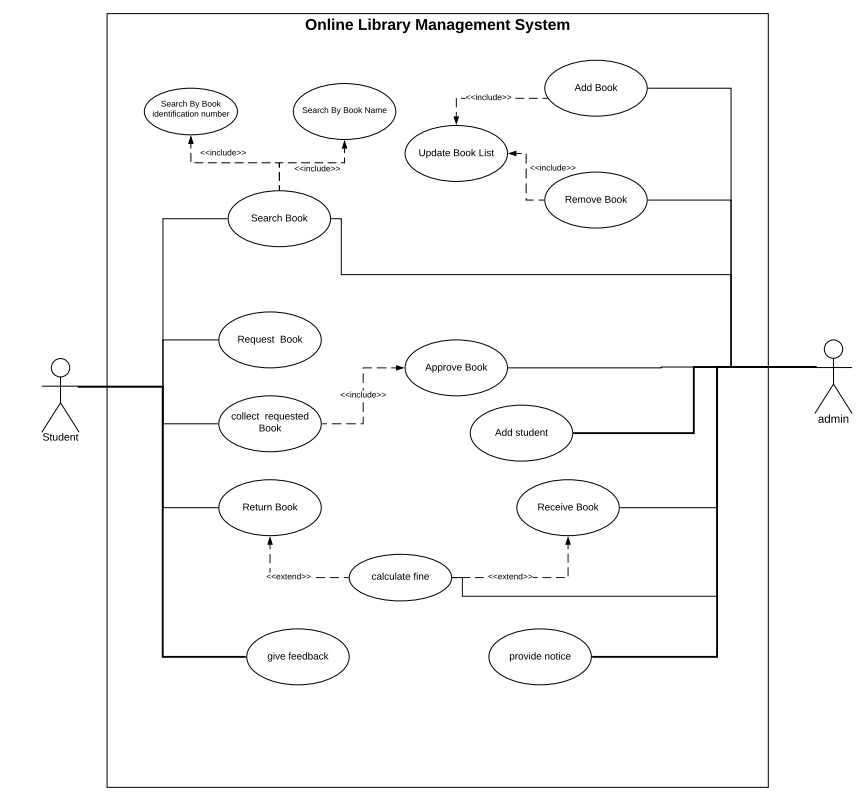 Online Library Management System
Search By Book
identification number
Search By Book Name
<<include>>
Add Book
Update Book List
<<include>>
<<include>>
<<include>>
Remove Book
Search Book
Request  Book
Approve Book
<<include>>
collect  requested
Book
Add student
Student
admin
Return Book
Receive Book
<<extend>>
calculate fine
<<extend>>
give feedback
provide notice